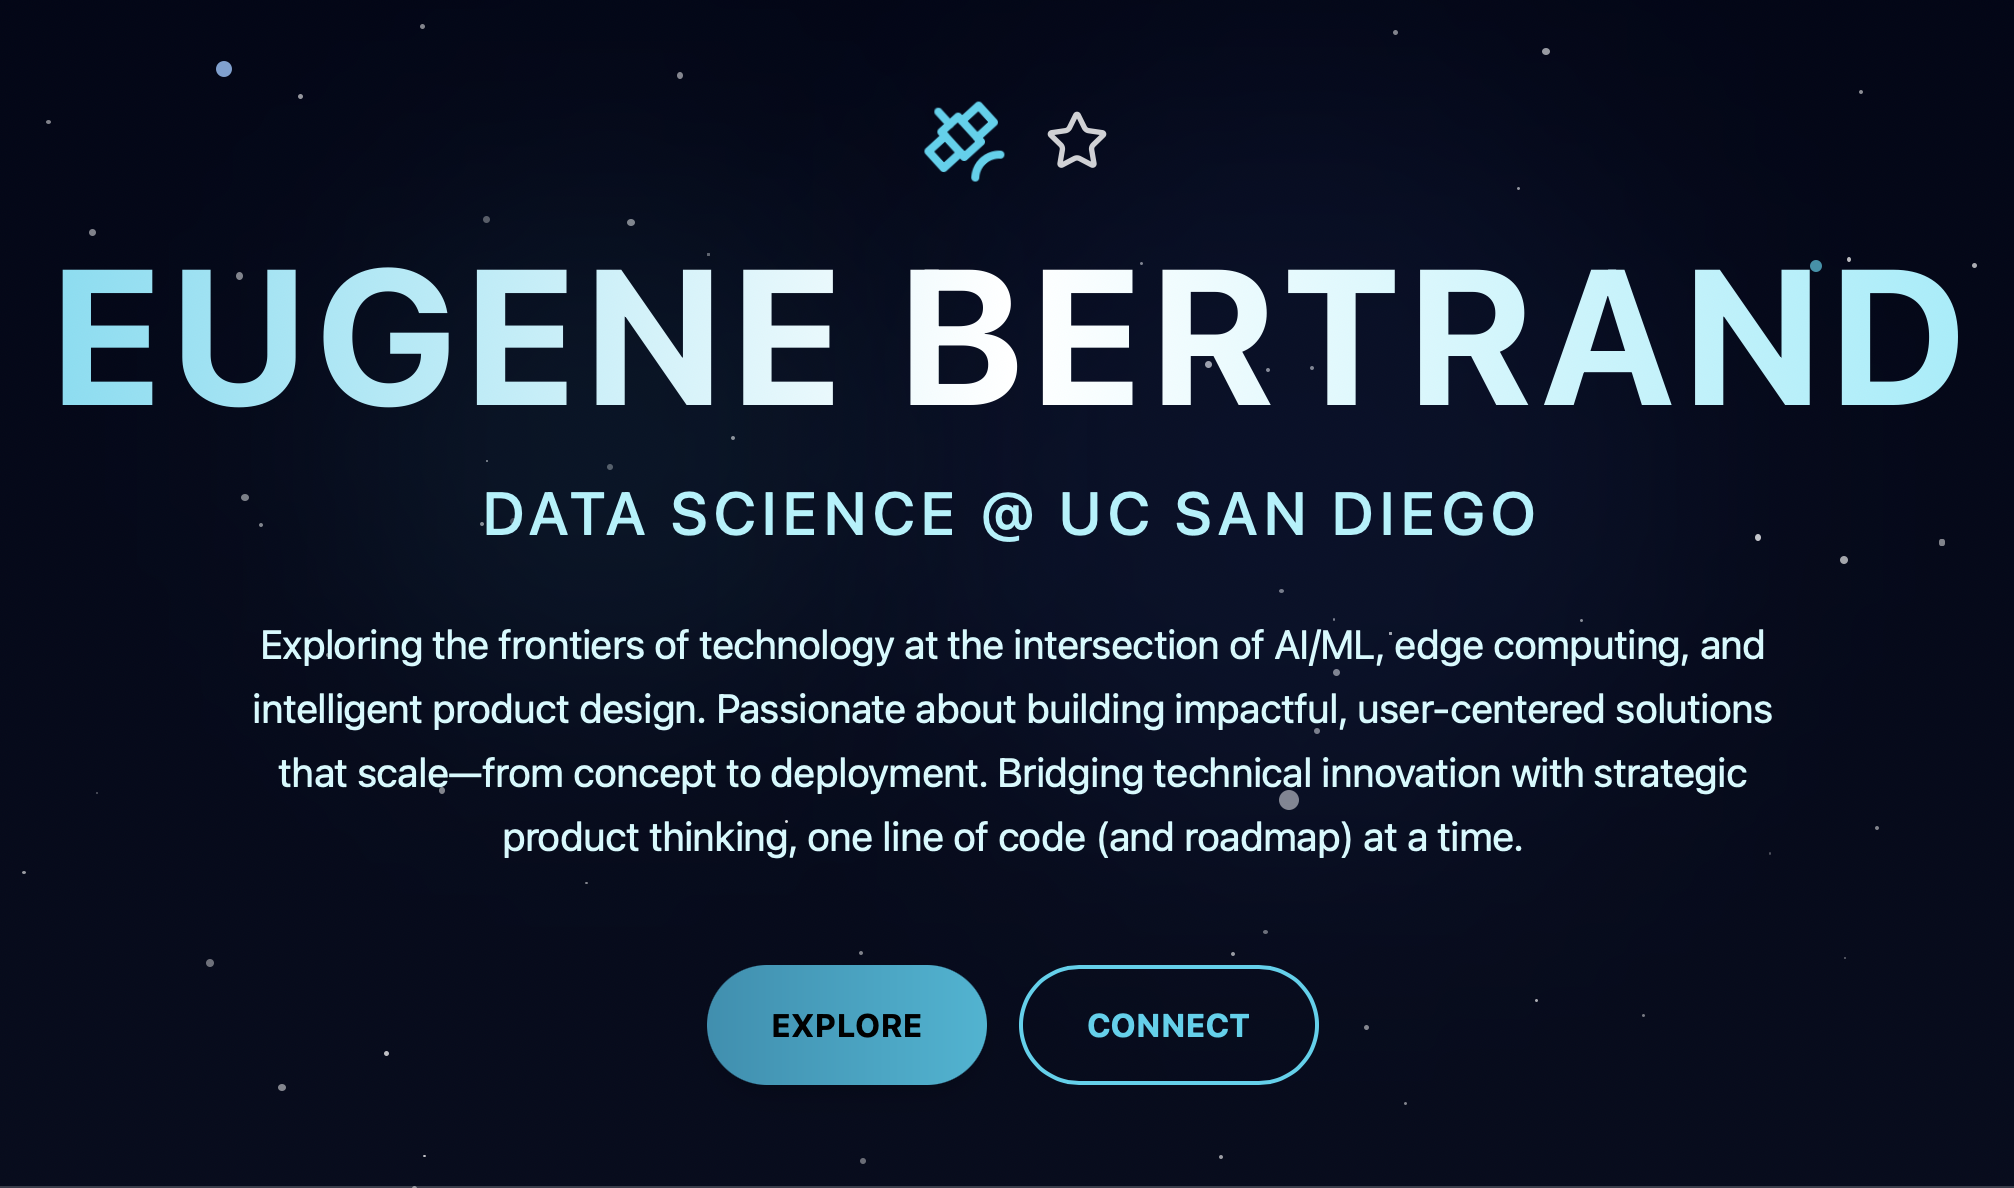 EUGENE BERTRAND
DATA SCIENCE @ UC SAN DIEGO
Exploring the frontiers of technology at the intersection of AI/ML, edge computing, and
intelligent product design. Passionate about building impactful, user-centered solutions
that scale—from concept to deployment. Bridging technical innovation with strategic
product thinking, one line of code (and roadmap) at a time.
EXPLORE
CONNECT